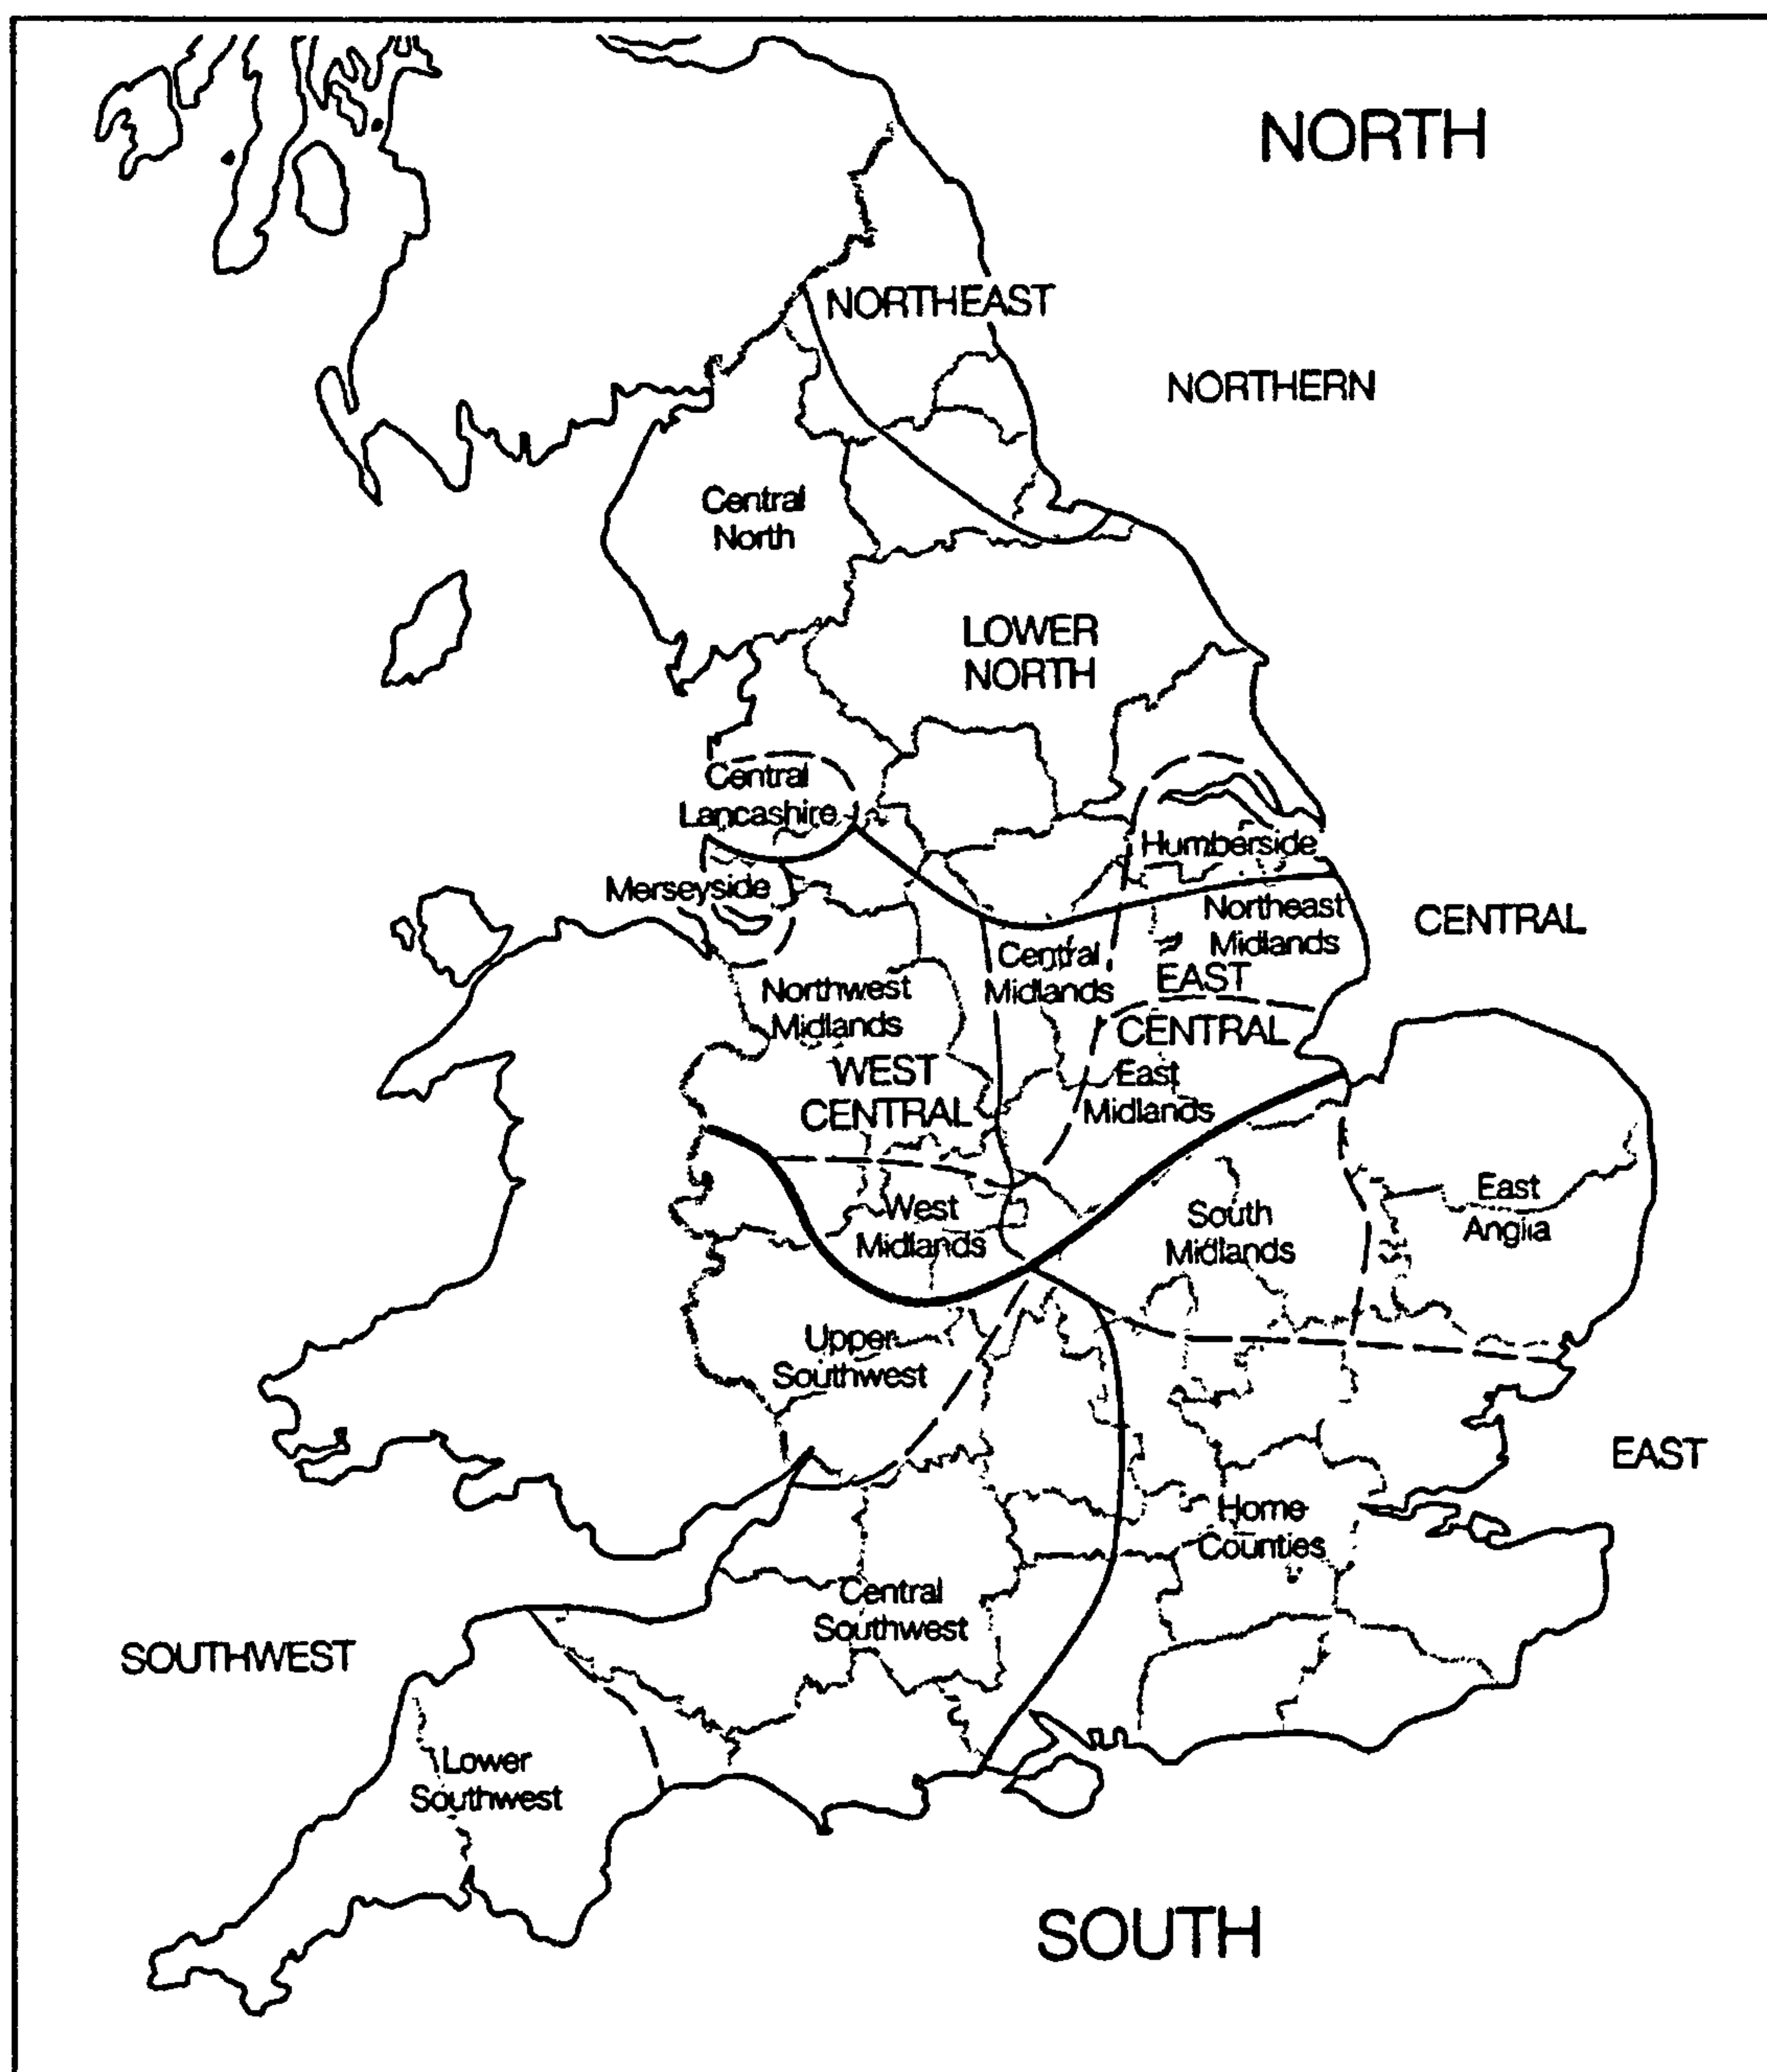 NORTH
NORTHEAST
NORTHERN
Central
North
LOWER
NORTH
Central
Lancashire
Humberside
Merseyside
Northeast
Midlands
CENTRAL
Central
Midlands
EAST
CENTRAL
Northwest
Midlands
WEST
CENTRAL
East
Midlands
West
Midlands
South
Midlands
East
Anglia
Upper
Southwest
EAST
Home
Counties
Central
Southwest
SOUTHWEST
Lower
Southwest
SOUTH